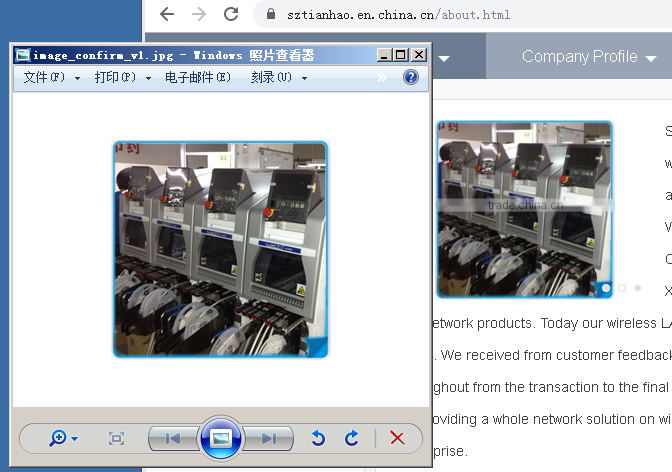 sztianhao.en.china.cn/about.html
image_confirm_v1.jpg - Windows 照片查看器
Company Profile
文件(F) 打印(P) 电子邮件(E) 刻录(U) »
trade.china.cn
S
w
a
W
C
X
etwork products. Today our wireless LA
. We received from customer feedback
ghout from the transaction to the final
oviding a whole network solution on wi
prise.